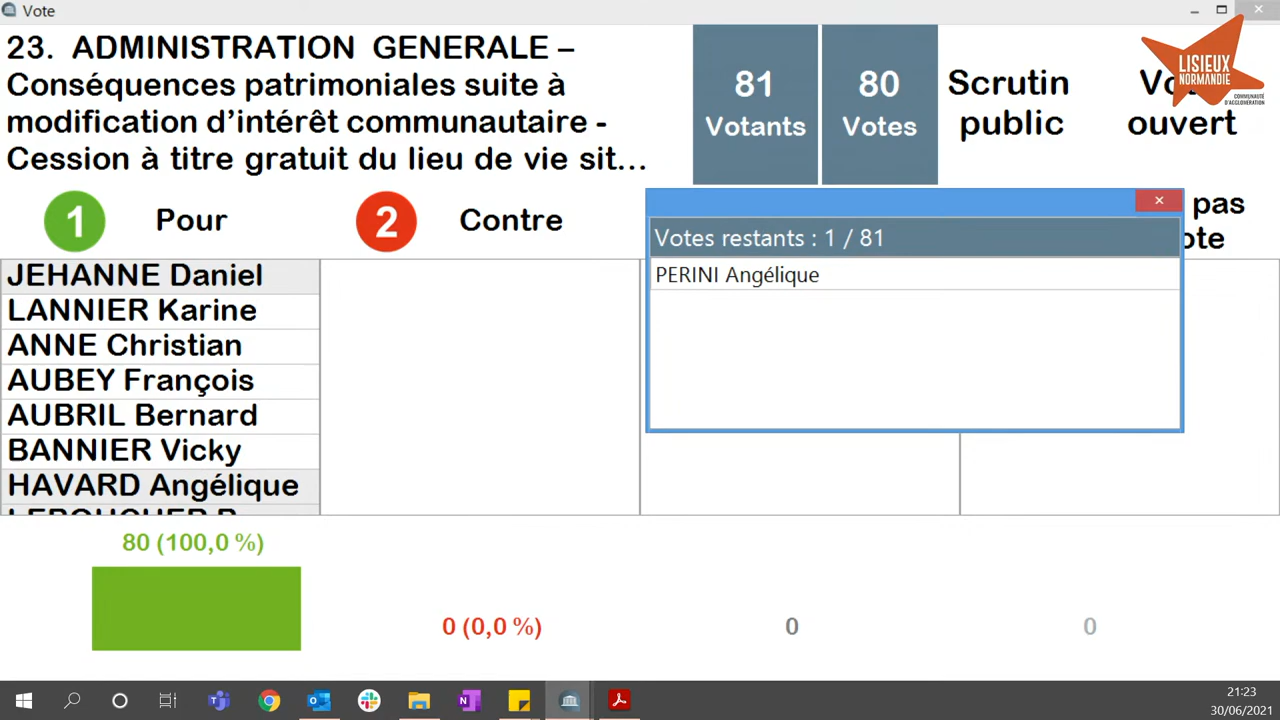 Vote
23. ADMINISTRATION GENERALE –
Conséquences patrimoniales suite à
modification d’intérêt communautaire -
Cession à titre gratuit du lieu de vie sit...
81
Votants
80
Votes
Scrutin
public
ouvert
LISIEUX
NORMANDIE
COMMUNAUTÉ
D'AGGLOMÉRATION
1
Pour
2
Contre
pas
Votes restants : 1 / 81
PERINI Angélique
JEHANNE Daniel
LANNIER Karine
ANNE Christian
AUBEY François
AUBRIL Bernard
BANNIER Vicky
HAVARD Angélique
80 (100,0 %)
0 (0,0 %)
0
0
21:23
30/06/2021